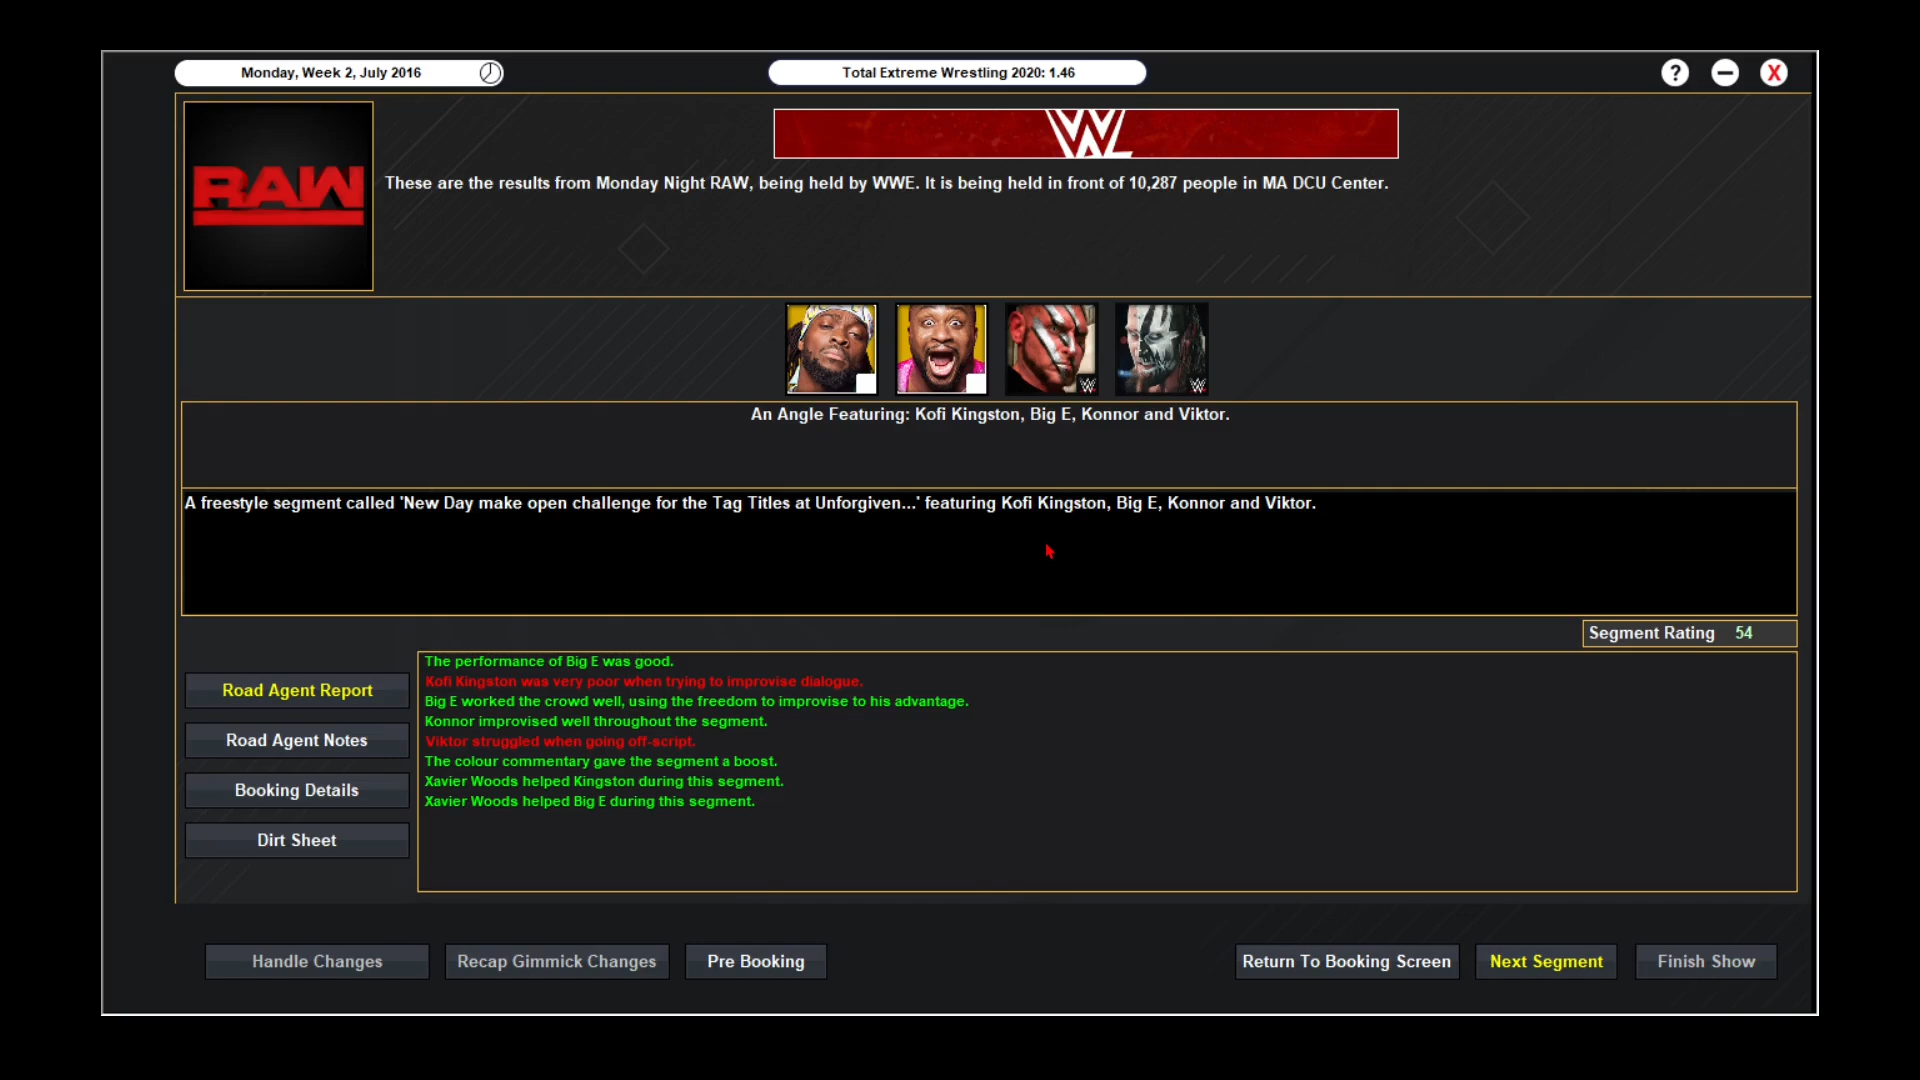 Monday, Week 2, July 2016
Total Extreme Wrestling 2020: 1.46
?
X
RAW
These are the results from Monday Night RAW, being held by WWE. It is being held in front of 10,287 people in MA DCU Center.
An Angle Featuring: Kofi Kingston, Big E, Konnor and Viktor.
A freestyle segment called 'New Day make open challenge for the Tag Titles at Unforgiven...' featuring Kofi Kingston, Big E, Konnor and Viktor.
Segment Rating 54
Road Agent Report
Road Agent Notes
Booking Details
Dirt Sheet
The performance of Big E was good.
Kofi Kingston was very poor when trying to improvise dialogue.
Big E worked the crowd well, using the freedom to improvise to his advantage.
Konnor improvised well throughout the segment.
Viktor struggled when going off-script.
The colour commentary gave the segment a boost.
Xavier Woods helped Kingston during this segment.
Xavier Woods helped Big E during this segment.
Handle Changes
Recap Gimmick Changes
Pre Booking
Return To Booking Screen
Next Segment
Finish Show